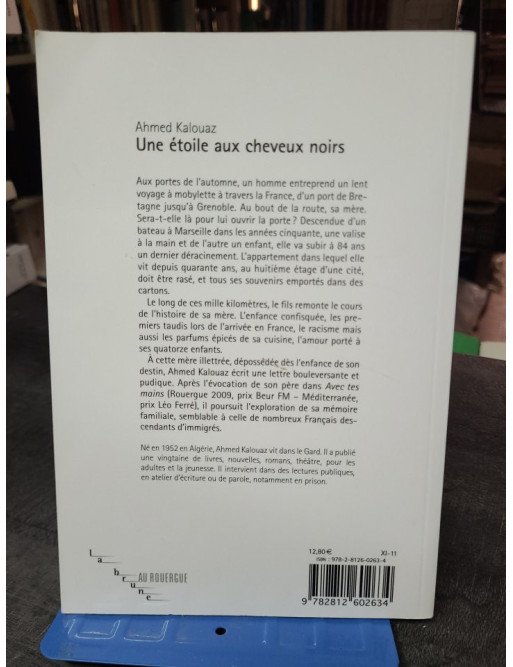 Ahmed Kalouaz
Une étoile aux cheveux noirs
Aux portes de l'automne, un homme entreprend un lent
voyage à mobylette à travers la France, d'un port de Bre-
tagne jusqu'à Grenoble. Au bout de la route, sa mère.
Sera-t-elle là pour lui ouvrir la porte ? Descendue d'un
bateau à Marseille dans les années cinquante, une valise
à la main et de l'autre un enfant, elle va subir à 84 ans
un dernier déracinement. L'appartement dans lequel elle
vit depuis quarante ans, au huitième étage d'une cité,
doit être rasé, et tous ses souvenirs emportés dans des
cartons.
Le long de ces mille kilomètres, le fils remonte le cours
de l'histoire de sa mère. L'enfance confisquée, les pre-
miers taudis lors de l'arrivée en France, le racisme mais
aussi les parfums épicés de sa cuisine, l'amour porté à
ses quatorze enfants.
À cette mère illettrée, dépossédée dès l'enfance de son
destin, Ahmed Kalouaz écrit une lettre bouleversante et
pudique. Après l'évocation de son père dans Avec tes
mains (Rouergue 2009, prix Beur FM – Méditerranée,
prix Léo Ferré), il poursuit l'exploration de sa mémoire
familiale, semblable à celle de nombreux Français des-
cendants d'immigrés.
Né en 1952 en Algérie, Ahmed Kalouaz vit dans le Gard. Il a publié
une vingtaine de livres, nouvelles, romans, théâtre, pour les
adultes et la jeunesse. Il intervient dans des lectures publiques,
en atelier d'écriture ou de parole, notamment en prison.
la brune
AU ROUERGUE
12,80 € XI-11
ISBN : 978-2-8126-0263-4
9 782812 602634